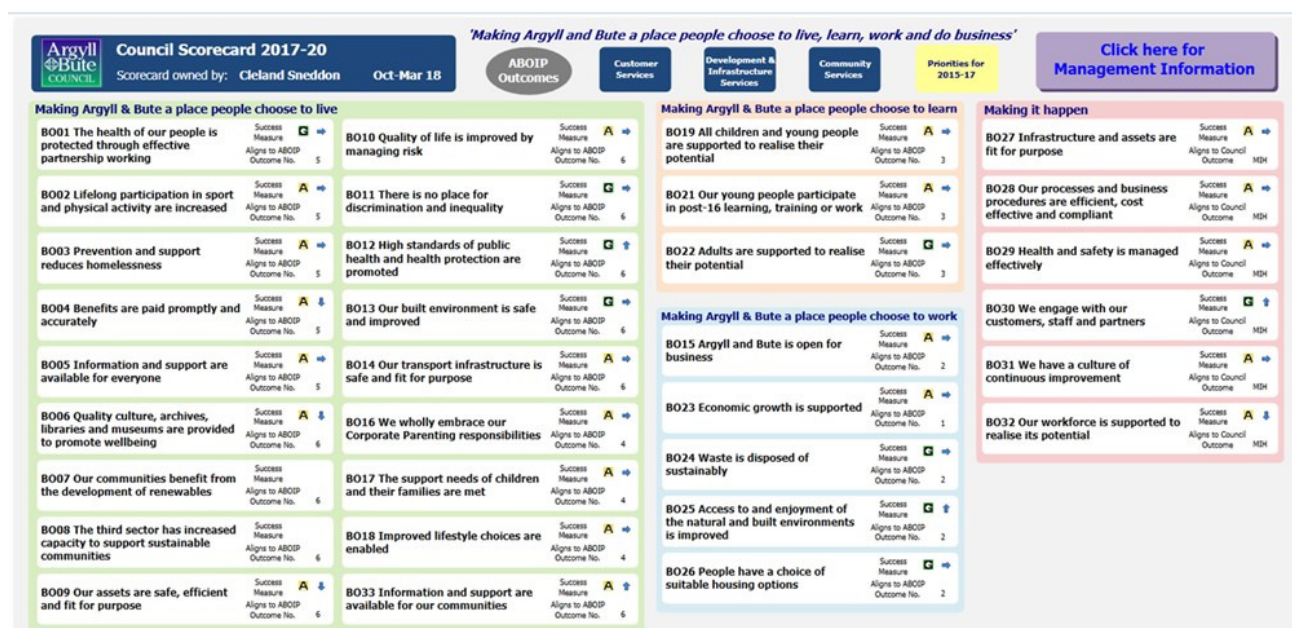 'Making Argyll and Bute a place people choose to live, learn, work and do business'
Argyll
&Bute
COUNCIL
Council Scorecard 2017-20
Scorecard owned by: Cleland Sneddon Oct-Mar 18
ABOIP
Outcomes
Customer
Services
Development &
Infrastructure
Services
Community
Services
Priorities for
2015-17
Click here for
Management Information
Making Argyll & Bute a place people choose to live
BO01 The health of our people is
protected through effective
partnership working
Success
Measure
G
Aligns to ABOIP
Outcome No. 5
BO02 Lifelong participation in sport
and physical activity are increased
Success
Measure
A
Aligns to ABOIP
Outcome No. 5
BO03 Prevention and support
reduces homelessness
Success
Measure
A
Aligns to ABOIP
Outcome No. 5
BO04 Benefits are paid promptly and
accurately
Success
Measure
A
Aligns to ABOIP
Outcome No. 5
BO05 Information and support are
available for everyone
Success
Measure
A
Aligns to ABOIP
Outcome No. 5
BO06 Quality culture, archives,
libraries and museums are provided
to promote wellbeing
Success
Measure
A
Aligns to ABOIP
Outcome No. 6
BO07 Our communities benefit from
the development of renewables
Success
Measure
Aligns to ABOIP
Outcome No. 6
BO08 The third sector has increased
capacity to support sustainable
communities
Success
Measure
Aligns to ABOIP
Outcome No. 6
BO09 Our assets are safe, efficient
and fit for purpose
Success
Measure
A
Aligns to ABOIP
Outcome No. 6
BO10 Quality of life is improved by
managing risk
Success
Measure
A
Aligns to ABOIP
Outcome No. 6
BO11 There is no place for
discrimination and inequality
Success
Measure
G
Aligns to ABOIP
Outcome No. 6
BO12 High standards of public
health and health protection are
promoted
Success
Measure
G
Aligns to ABOIP
Outcome No. 6
BO13 Our built environment is safe
and improved
Success
Measure
G
Aligns to ABOIP
Outcome No. 6
BO14 Our transport infrastructure is
safe and fit for purpose
Success
Measure
A
Aligns to ABOIP
Outcome No. 6
BO16 We wholly embrace our
Corporate Parenting responsibilities
Success
Measure
A
Aligns to ABOIP
Outcome No. 4
BO17 The support needs of children
and their families are met
Success
Measure
A
Aligns to ABOIP
Outcome No. 4
BO18 Improved lifestyle choices are
enabled
Success
Measure
A
Aligns to ABOIP
Outcome No. 4
BO33 Information and support are
available for our communities
Success
Measure
A
Aligns to ABOIP
Outcome No. 6
Making Argyll & Bute a place people choose to learn
BO19 All children and young people
are supported to realise their
potential
Success
Measure
A
Aligns to ABOIP
Outcome No. 3
BO21 Our young people participate
in post-16 learning, training or work
Success
Measure
A
Aligns to ABOIP
Outcome No. 3
BO22 Adults are supported to realise
their potential
Success
Measure
G
Aligns to ABOIP
Outcome No. 3
Making Argyll & Bute a place people choose to work
BO15 Argyll and Bute is open for
business
Success
Measure
A
Aligns to ABOIP
Outcome No. 2
BO23 Economic growth is supported
Success
Measure
A
Aligns to ABOIP
Outcome No. 1
BO24 Waste is disposed of
sustainably
Success
Measure
G
Aligns to ABOIP
Outcome No. 2
BO25 Access to and enjoyment of
the natural and built environments
is improved
Success
Measure
G
Aligns to ABOIP
Outcome No. 2
BO26 People have a choice of
suitable housing options
Success
Measure
G
Aligns to ABOIP
Outcome No. 2
Making it happen
BO27 Infrastructure and assets are
fit for purpose
Success
Measure
A
Aligns to Council
Outcome MIH
BO28 Our processes and business
procedures are efficient, cost
effective and compliant
Success
Measure
A
Aligns to Council
Outcome MIH
BO29 Health and safety is managed
effectively
Success
Measure
A
Aligns to Council
Outcome MIH
BO30 We engage with our
customers, staff and partners
Success
Measure
G
Aligns to Council
Outcome MIH
BO31 We have a culture of
continuous improvement
Success
Measure
A
Aligns to Council
Outcome MIH
BO32 Our workforce is supported to
realise its potential
Success
Measure
A
Aligns to Council
Outcome MIH